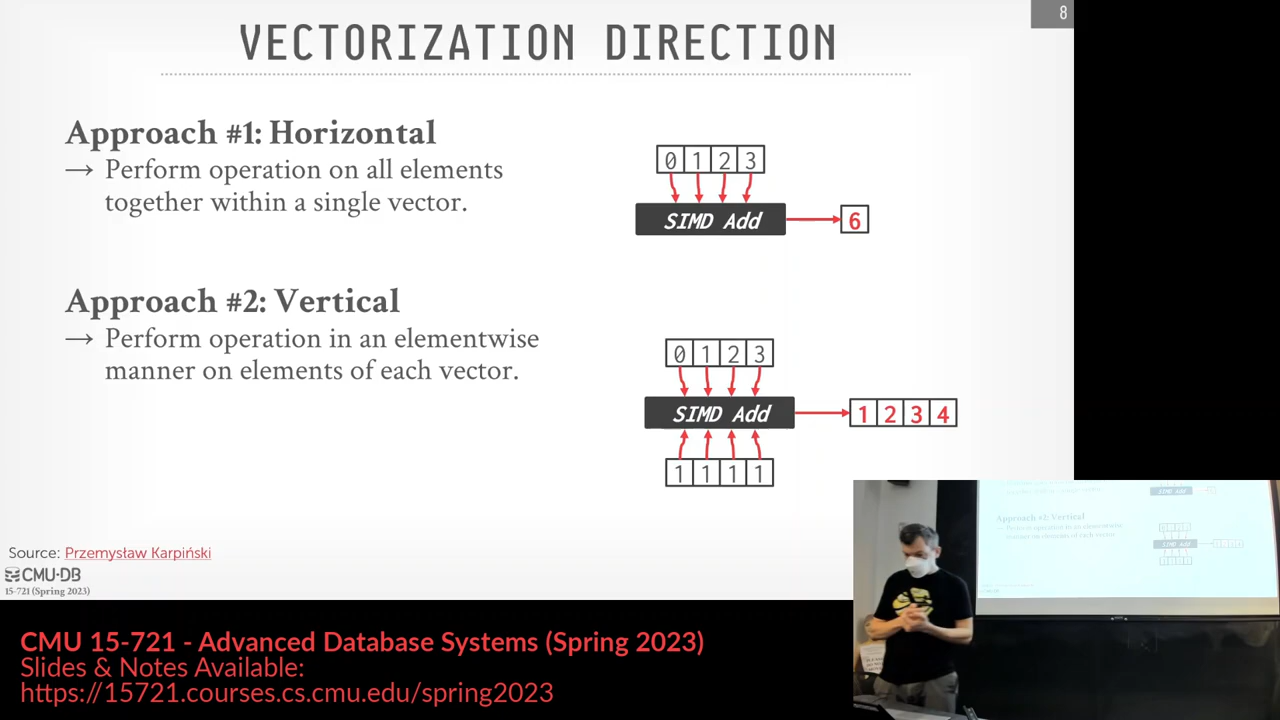 8
VECTORIZATION DIRECTION
Approach #1: Horizontal
→ Perform operation on all elements
together within a single vector.
0 1 2 3
SIMD Add
6
Approach #2: Vertical
→ Perform operation in an elementwise
manner on elements of each vector.
0 1 2 3
SIMD Add
1 2 3 4
1 1 1 1
Source: Przemysław Karpiński
CMU·DB
15-721 (Spring 2023)
CMU 15-721 - Advanced Database Systems (Spring 2023)
Slides & Notes Available:
https://15721.courses.cs.cmu.edu/spring2023
Approach #2: Vertical